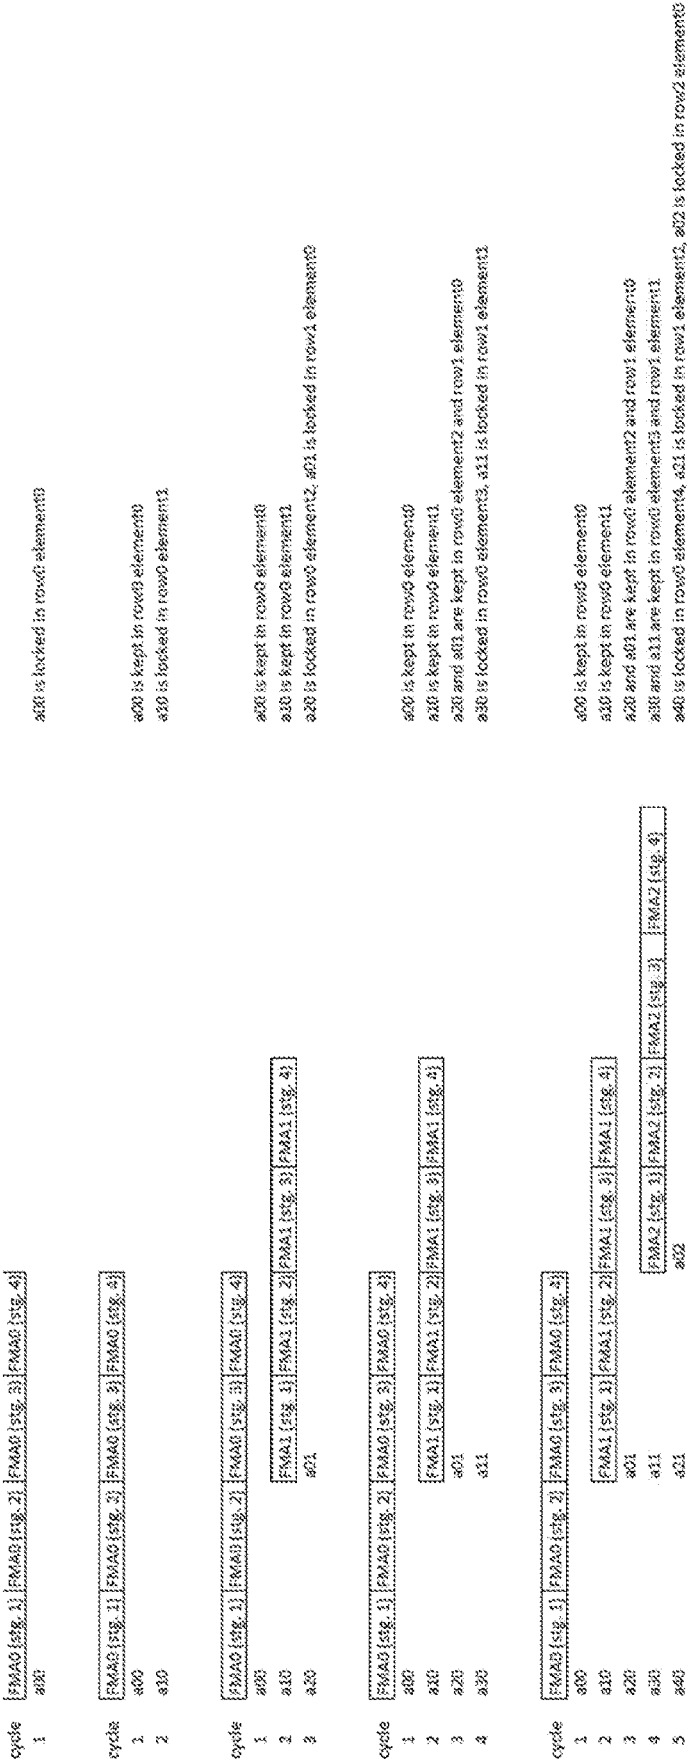 cycle FMA0 (stg. 1) FMA0 (stg. 2) FMA0 (stg. 3) FMA0 (stg. 4)
1 a00 a00 is locked in row0 element0
cycle FMA0 (stg. 1) FMA0 (stg. 2) FMA0 (stg. 3) FMA0 (stg. 4)
1 a00 a00 is kept in row0 element0
2 a10 a10 is locked in row0 element1
cycle FMA0 (stg. 1) FMA0 (stg. 2) FMA0 (stg. 3) FMA0 (stg. 4)
1 a00 a00 is kept in row0 element0
2 a10 FMA1 (stg. 1) FMA1 (stg. 2) FMA1 (stg. 3) FMA1 (stg. 4) a10 is kept in row0 element1
3 a20 a01 a20 is locked in row0 element2, a01 is locked in row1 element0
cycle FMA0 (stg. 1) FMA0 (stg. 2) FMA0 (stg. 3) FMA0 (stg. 4)
1 a00 a00 is kept in row0 element0
2 a10 FMA1 (stg. 1) FMA1 (stg. 2) FMA1 (stg. 3) FMA1 (stg. 4) a10 is kept in row0 element1
3 a20 a01 a20 and a01 are kept in row0 element2 and row1 element0
4 a30 a11 a30 is locked in row0 element3, a11 is locked in row1 element1
cycle FMA0 (stg. 1) FMA0 (stg. 2) FMA0 (stg. 3) FMA0 (stg. 4)
1 a00 a00 is kept in row0 element0
2 a10 FMA1 (stg. 1) FMA1 (stg. 2) FMA1 (stg. 3) FMA1 (stg. 4) a10 is kept in row0 element1
3 a20 a01 a20 and a01 are kept in row0 element2 and row1 element0
4 a30 a11 FMA2 (stg. 1) FMA2 (stg. 2) FMA2 (stg. 3) FMA2 (stg. 4) a30 and a11 are kept in row0 element3 and row1 element1
5 a40 a21 a02 a40 is locked in row0 element4, a21 is locked in row1 element2, a02 is locked in row2 element0